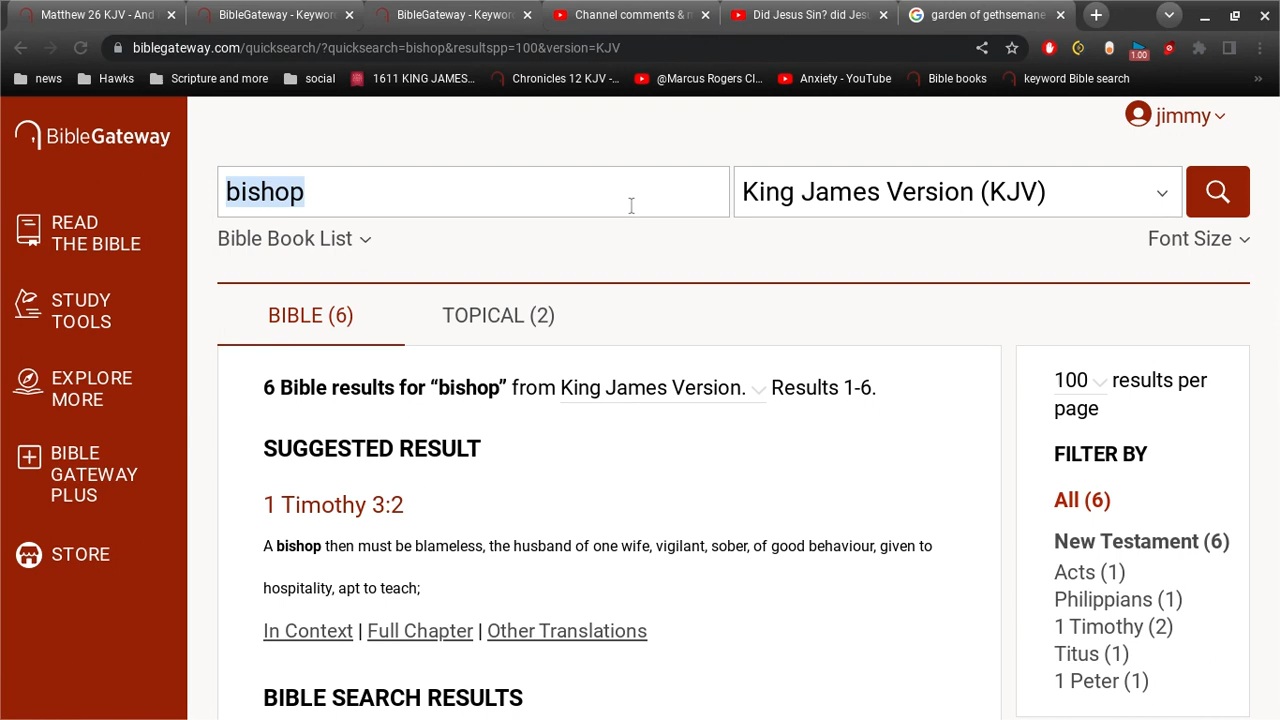 Matthew 26 KJV - And
BibleGateway - Keywor
BibleGateway - Keywor
Channel comments & m
Did Jesus Sin? did Jesu
garden of gethsemane
biblegateway.com/quicksearch/?quicksearch=bishop&resultspp=100&version=KJV
1.00
news
Hawks
Scripture and more
social
1611 KING JAMES...
Chronicles 12 KJV -...
@Marcus Rogers Cl...
Anxiety - YouTube
Bible books
keyword Bible search
»
BibleGateway
jimmy
bishop
King James Version (KJV)
Bible Book List
Font Size
READ
THE BIBLE
STUDY
TOOLS
EXPLORE
MORE
BIBLE
GATEWAY
PLUS
STORE
BIBLE (6)
TOPICAL (2)
6 Bible results for “bishop” from King James Version. Results 1-6.
SUGGESTED RESULT
1 Timothy 3:2
A bishop then must be blameless, the husband of one wife, vigilant, sober, of good behaviour, given to
hospitality, apt to teach;
In Context | Full Chapter | Other Translations
BIBLE SEARCH RESULTS
100 results per
page
FILTER BY
All (6)
New Testament (6)
Acts (1)
Philippians (1)
1 Timothy (2)
Titus (1)
1 Peter (1)